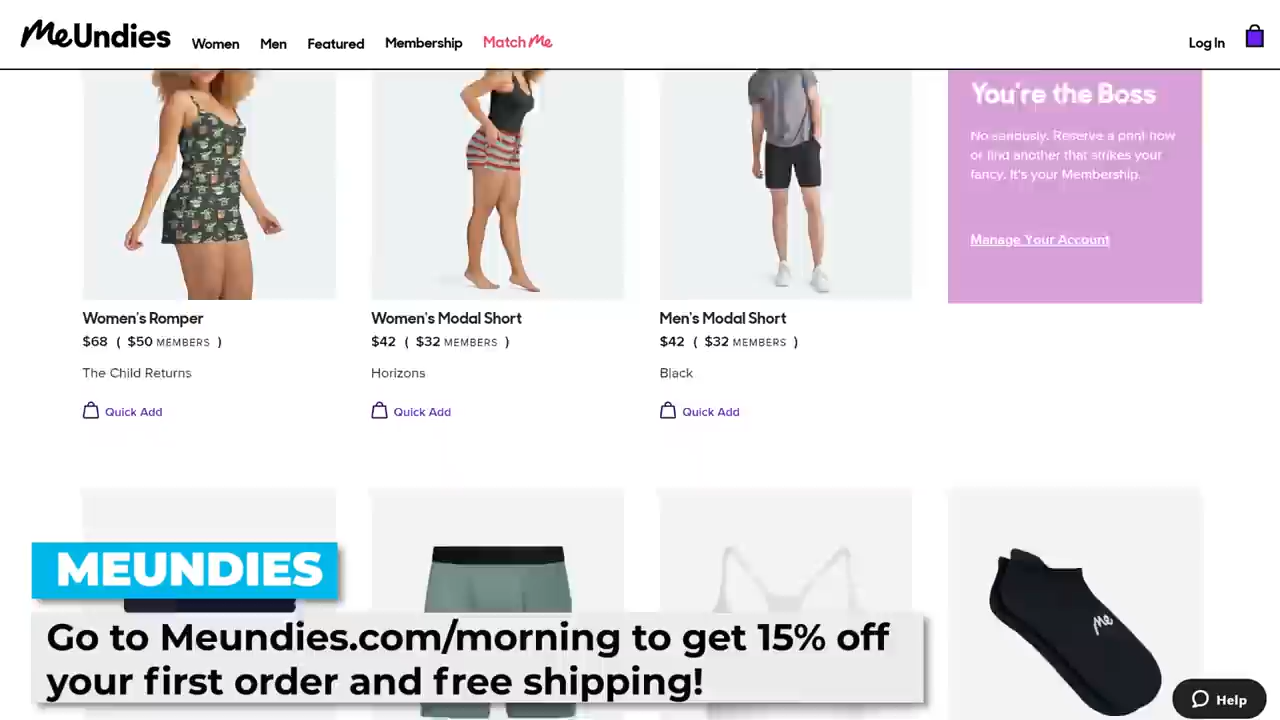 MeUndies Women Men Featured Membership Match Me Log In
You're the Boss
No seriously. Reserve a print now
or find another that strikes your
fancy. It's your Membership.
Manage Your Account
Women's Romper
$68 ( $50 MEMBERS )
The Child Returns
Quick Add
Women's Modal Short
$42 ( $32 MEMBERS )
Horizons
Quick Add
Men's Modal Short
$42 ( $32 MEMBERS )
Black
Quick Add
Me
MEUNDIES
Go to Meundies.com/morning to get 15% off
your first order and free shipping!
Help